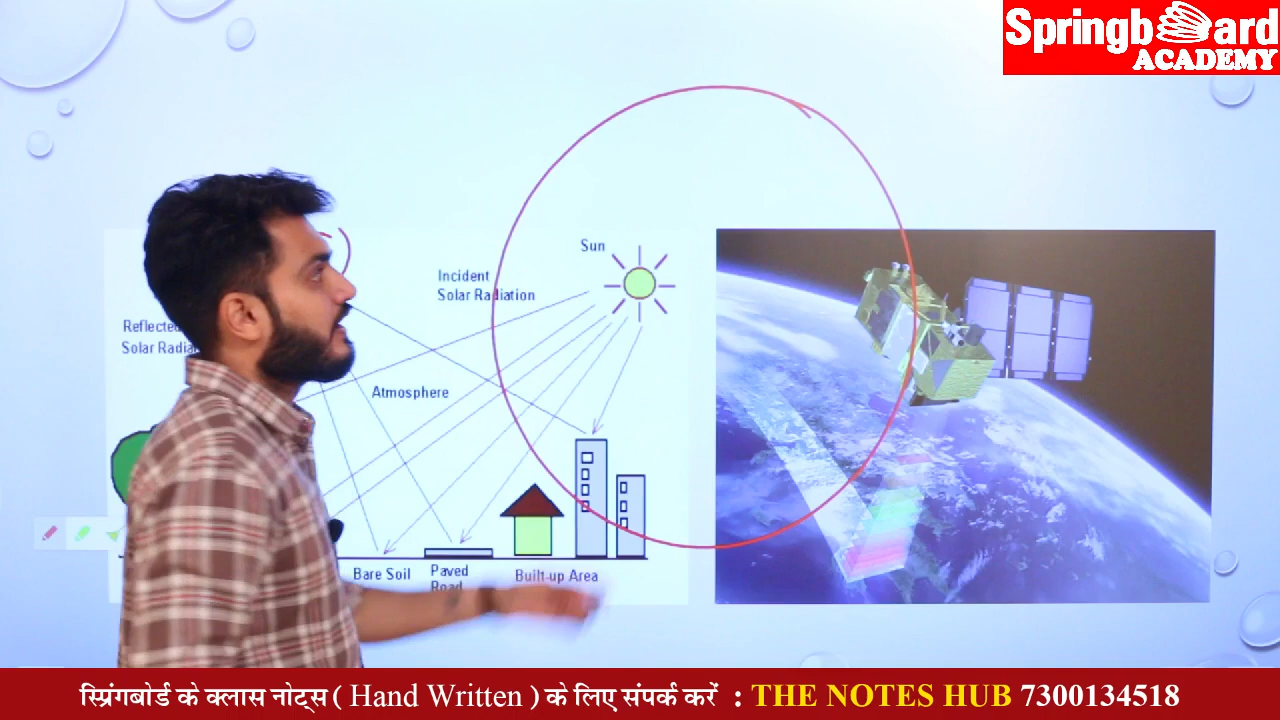 Springboard
ACADEMY
Sun
Incident
Solar Radiation
Reflected
Solar
Atmosphere
Bare Soil
Paved
Road
Built-up Area
स्प्रिंगबोर्ड के क्लास नोट्स ( Hand Written ) के लिए संपर्क करें : THE NOTES HUB 7300134518